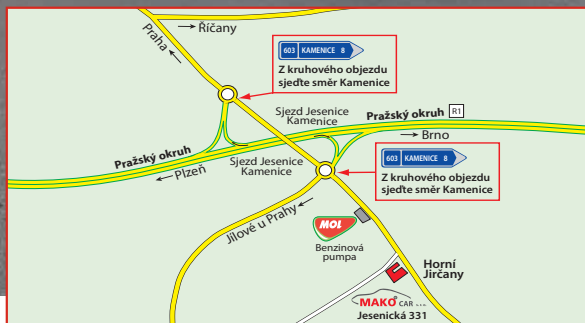 Říčany
Praha
603 KAMENICE 8
Z kruhového objezdu
sjeďte směr Kamenice
Sjezd Jesenice
Kamenice
Pražský okruh R1
Brno
Pražský okruh
Plzeň
Sjezd Jesenice
Kamenice
603 KAMENICE 8
Z kruhového objezdu
sjeďte směr Kamenice
Jílové u Prahy
MOL
Benzinová
pumpa
Horní
Jirčany
MAKO CAR s.r.o.
Jesenická 331